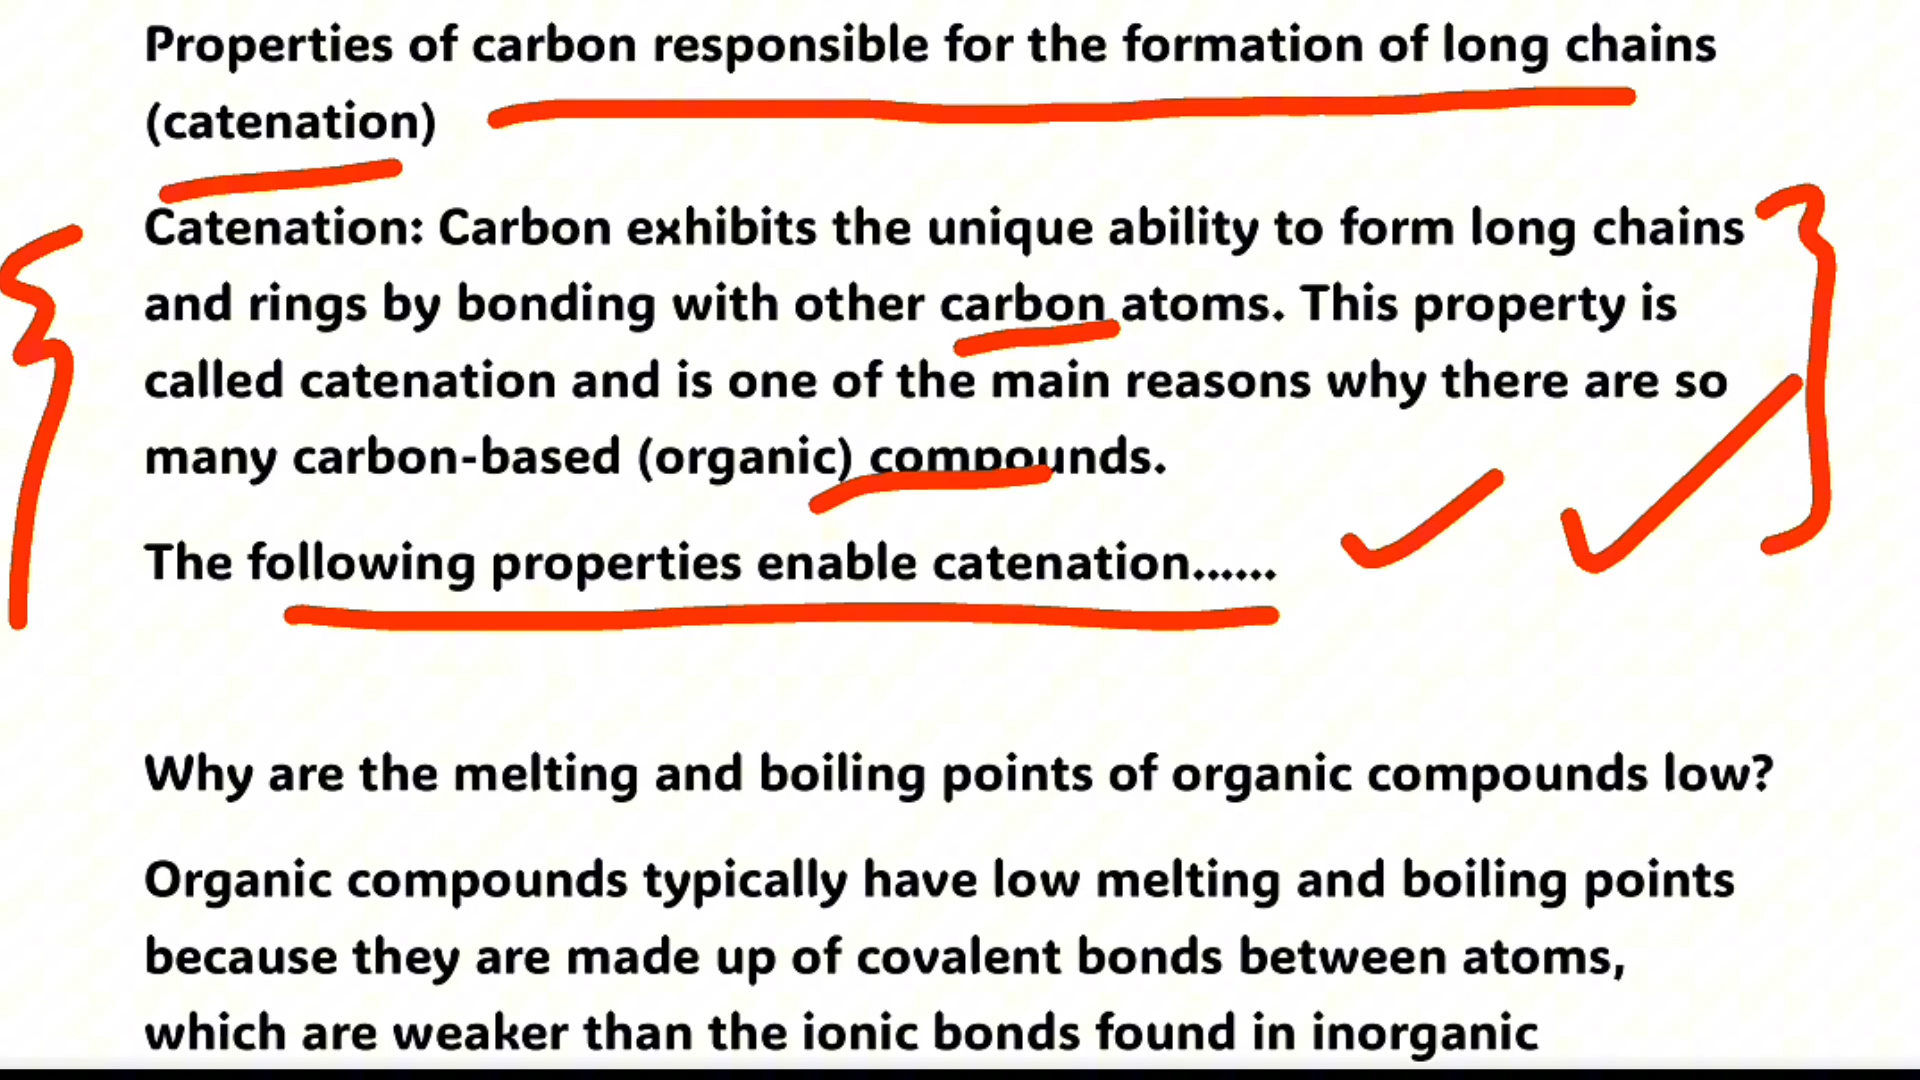 Properties of carbon responsible for the formation of long chains
(catenation)
Catenation: Carbon exhibits the unique ability to form long chains
and rings by bonding with other carbon atoms. This property is
called catenation and is one of the main reasons why there are so
many carbon-based (organic) compounds.
The following properties enable catenation......
Why are the melting and boiling points of organic compounds low?
Organic compounds typically have low melting and boiling points
because they are made up of covalent bonds between atoms,
which are weaker than the ionic bonds found in inorganic